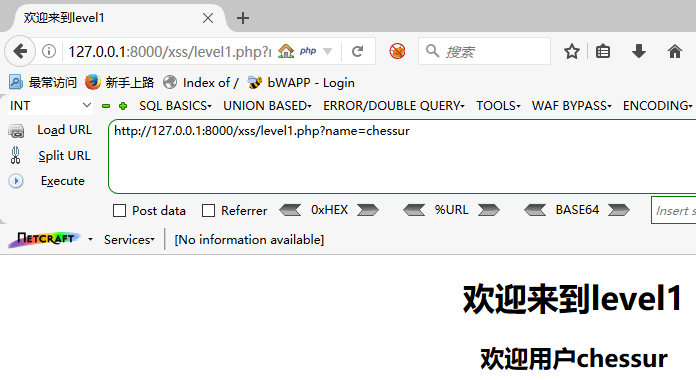 欢迎来到level1
127.0.0.1:8000/xss/level1.php?
php
搜索
最常访问 新手上路 Index of / bWAPP - Login
INT SQL BASICS UNION BASED ERROR/DOUBLE QUERY TOOLS WAF BYPASS ENCODING
Load URL
http://127.0.0.1:8000/xss/level1.php?name=chessur
Split URL
Execute
Post data Referrer 0xHEX %URL BASE64 Insert s
NETCRAFT Services [No information available]
欢迎来到level1
欢迎用户chessur